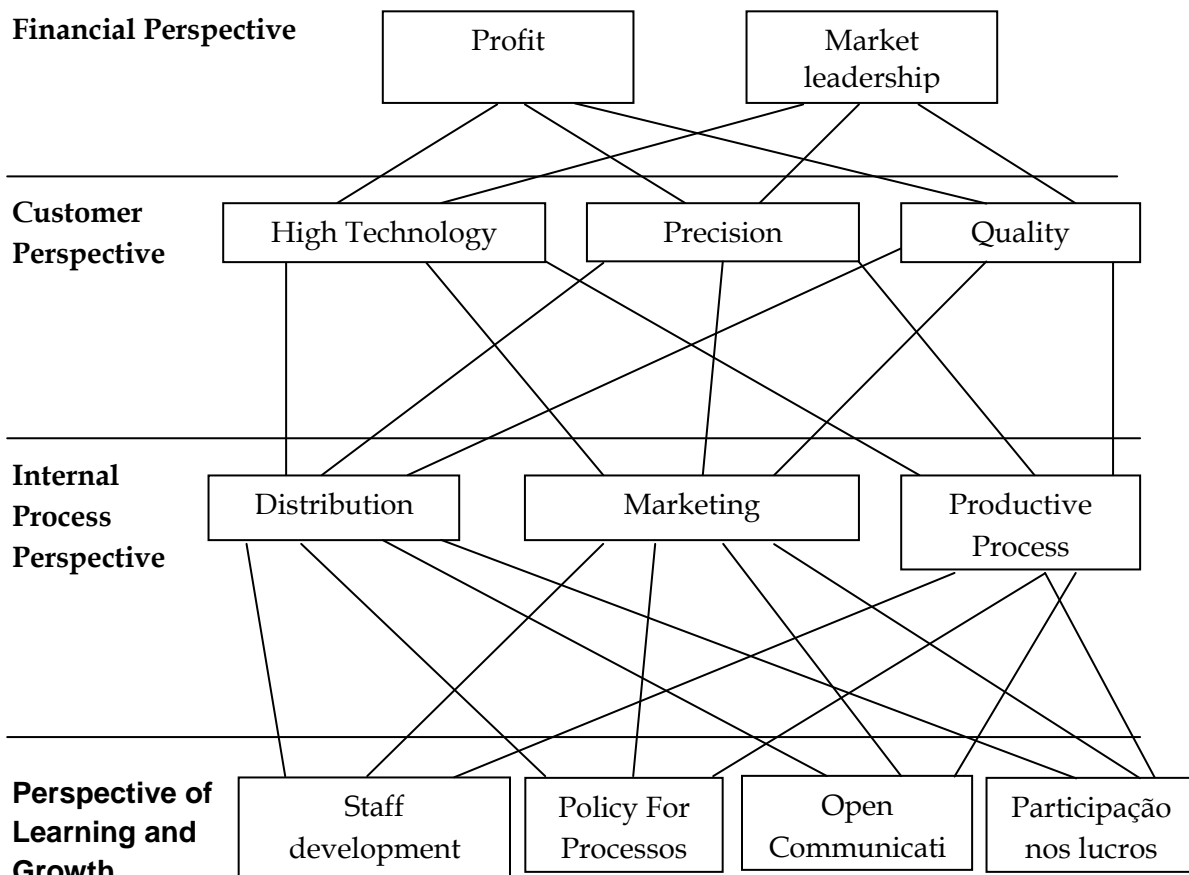 Financial Perspective
Profit
Market
leadership
Customer
Perspective
High Technology
Precision
Quality
Internal
Process
Perspective
Distribution
Marketing
Productive
Process
Perspective of
Learning and
Growth
Staff
development
Policy For
Processos
Open
Communicati
Participação
nos lucros